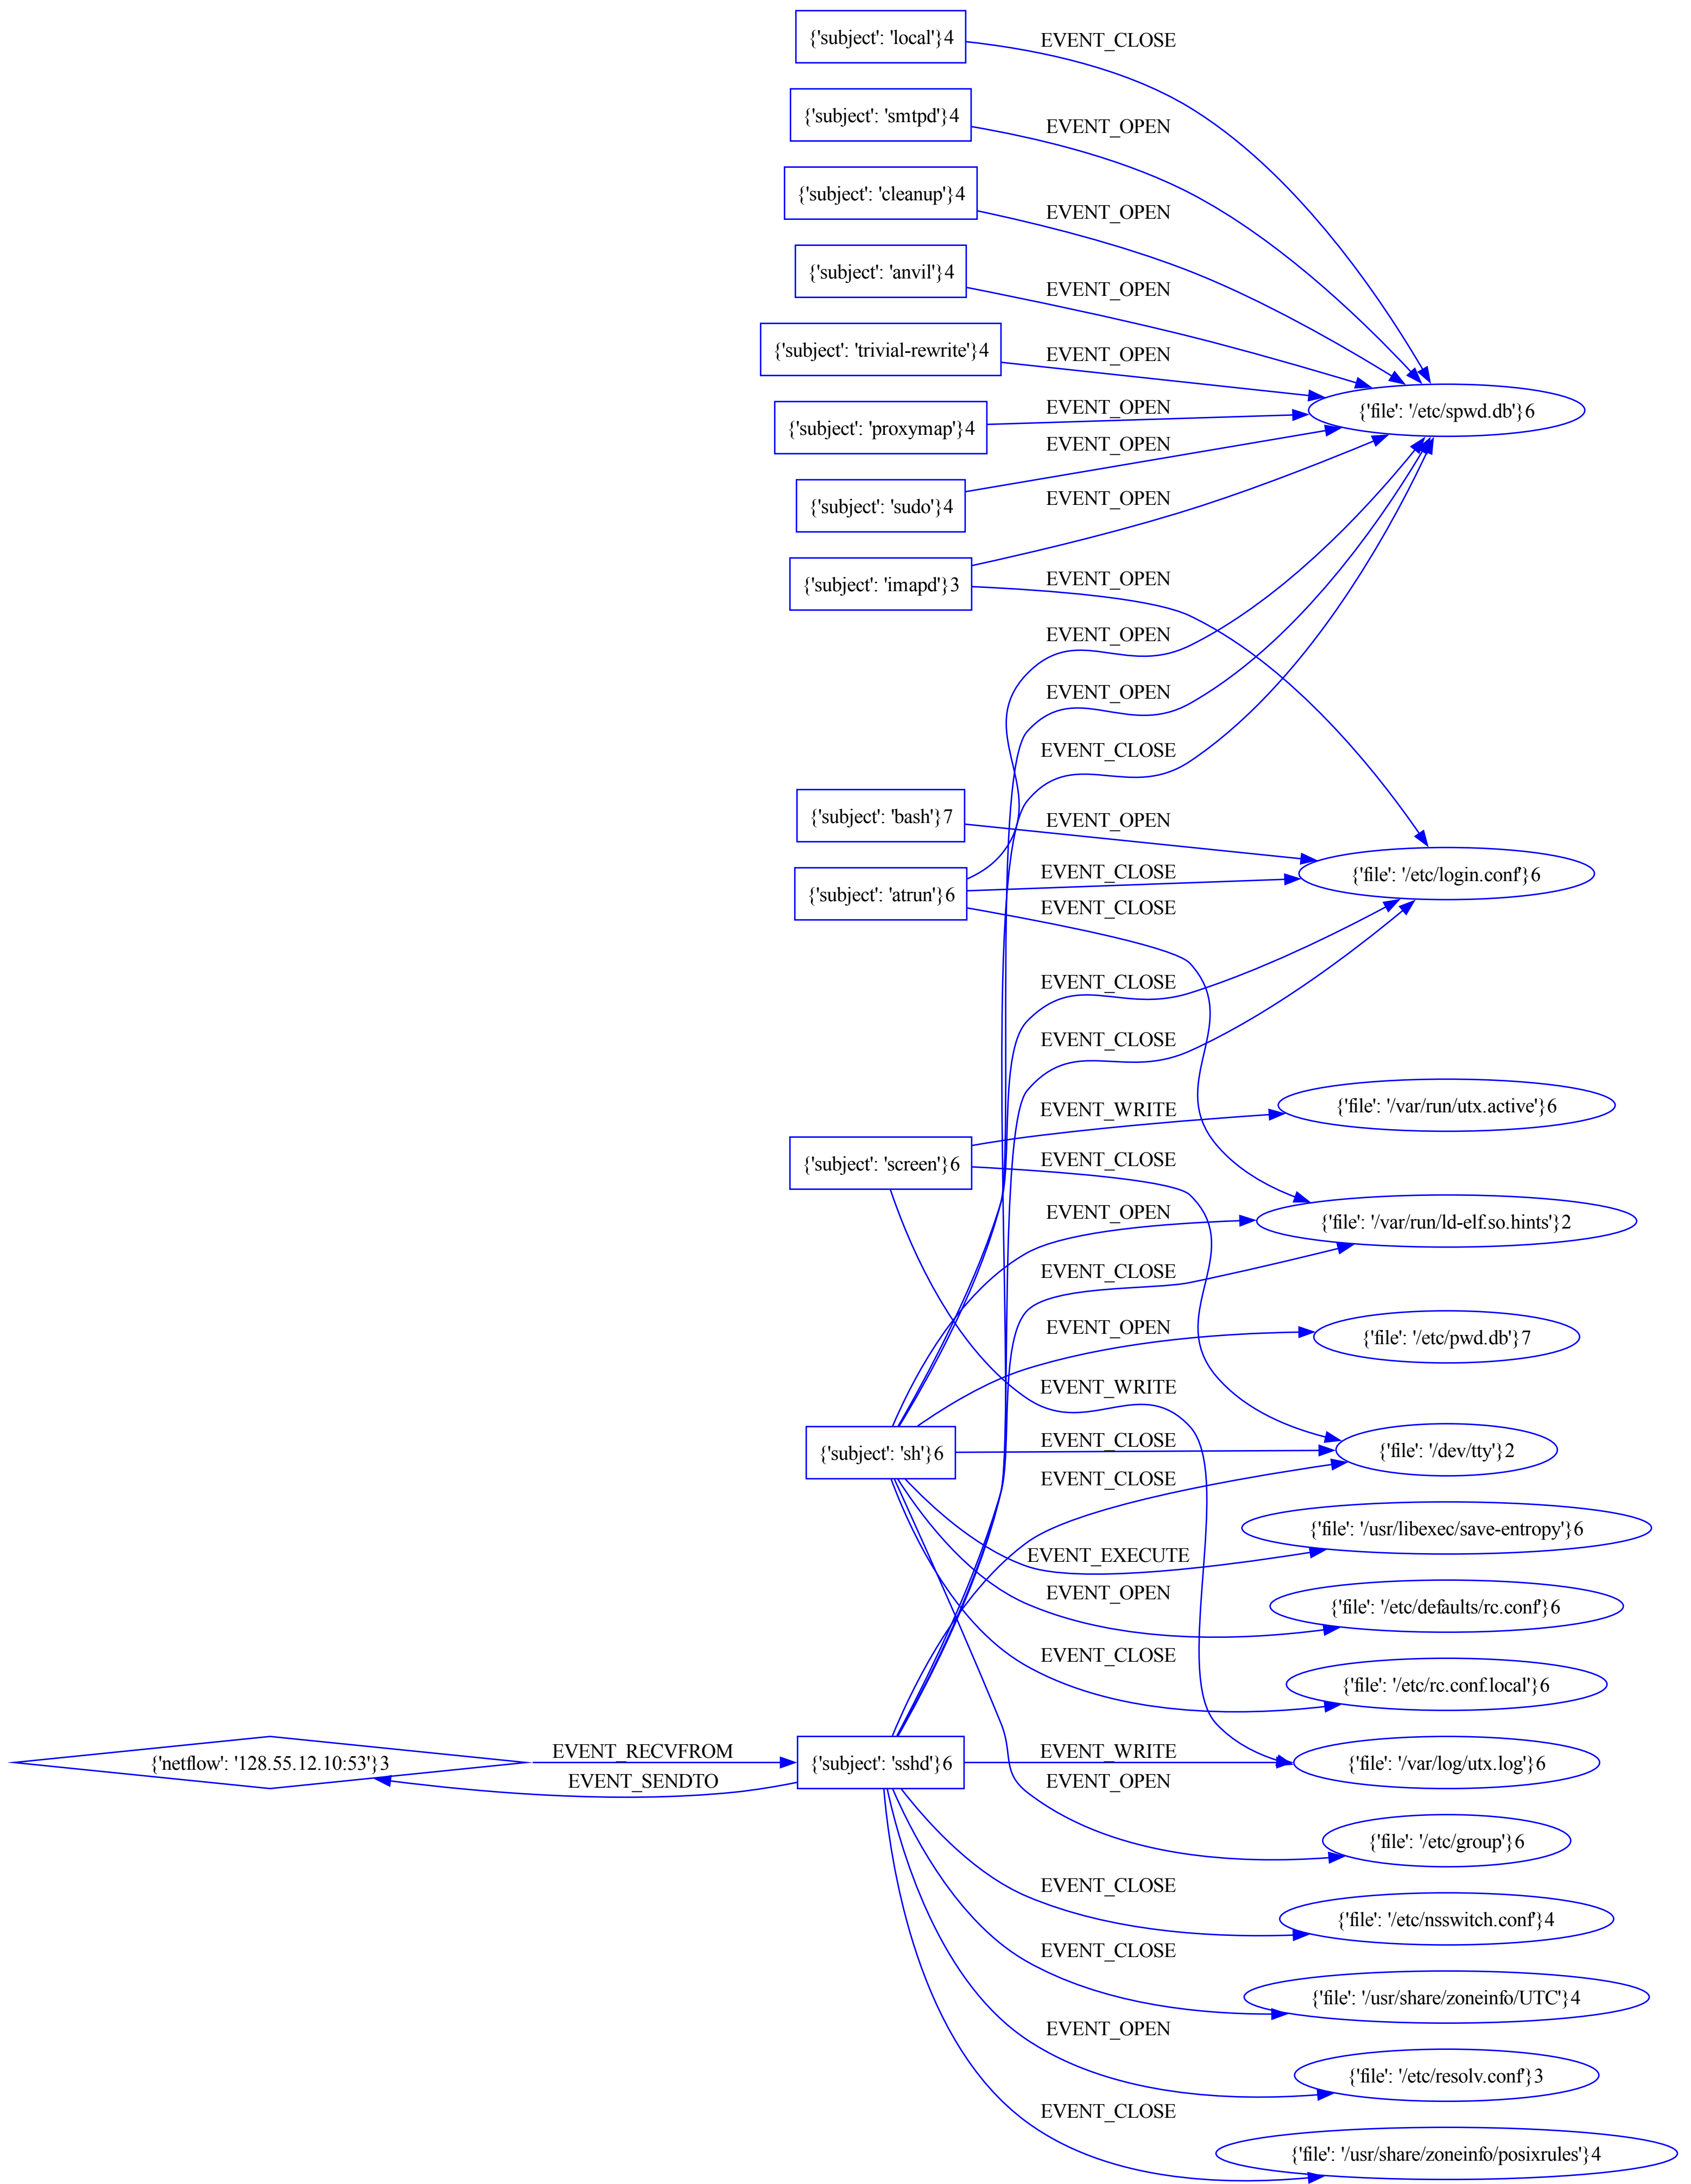 {'subject': 'local'}4
EVENT_CLOSE
{'subject': 'smtpd'}4
EVENT_OPEN
{'subject': 'cleanup'}4
EVENT_OPEN
{'subject': 'anvil'}4
EVENT_OPEN
{'subject': 'trivial-rewrite'}4
EVENT_OPEN
{'subject': 'proxymap'}4
EVENT_OPEN
{'file': '/etc/spwd.db'}6
EVENT_OPEN
{'subject': 'sudo'}4
EVENT_OPEN
{'subject': 'imapd'}3
EVENT_OPEN
EVENT_OPEN
EVENT_OPEN
EVENT_CLOSE
{'subject': 'bash'}7
EVENT_OPEN
EVENT_CLOSE
{'file': '/etc/login.conf'}6
{'subject': 'atrun'}6
EVENT_CLOSE
EVENT_CLOSE
EVENT_CLOSE
EVENT_WRITE
{'file': '/var/run/utx.active'}6
{'subject': 'screen'}6
EVENT_CLOSE
EVENT_OPEN
{'file': '/var/run/ld-elf.so.hints'}2
EVENT_CLOSE
EVENT_OPEN
{'file': '/etc/pwd.db'}7
EVENT_WRITE
{'subject': 'sh'}6
EVENT_CLOSE
{'file': '/dev/tty'}2
EVENT_CLOSE
{'file': '/usr/libexec/save-entropy'}6
EVENT_EXECUTE
EVENT_OPEN
{'file': '/etc/defaults/rc.conf'}6
EVENT_CLOSE
{'file': '/etc/rc.conf.local'}6
{'netflow': '128.55.12.10:53'}3
EVENT_RECVFROM
EVENT_SENDTO
{'subject': 'sshd'}6
EVENT_WRITE
{'file': '/var/log/utx.log'}6
EVENT_OPEN
{'file': '/etc/group'}6
EVENT_CLOSE
{'file': '/etc/nsswitch.conf'}4
EVENT_CLOSE
{'file': '/usr/share/zoneinfo/UTC'}4
EVENT_OPEN
{'file': '/etc/resolv.conf'}3
EVENT_CLOSE
{'file': '/usr/share/zoneinfo/posixrules'}4